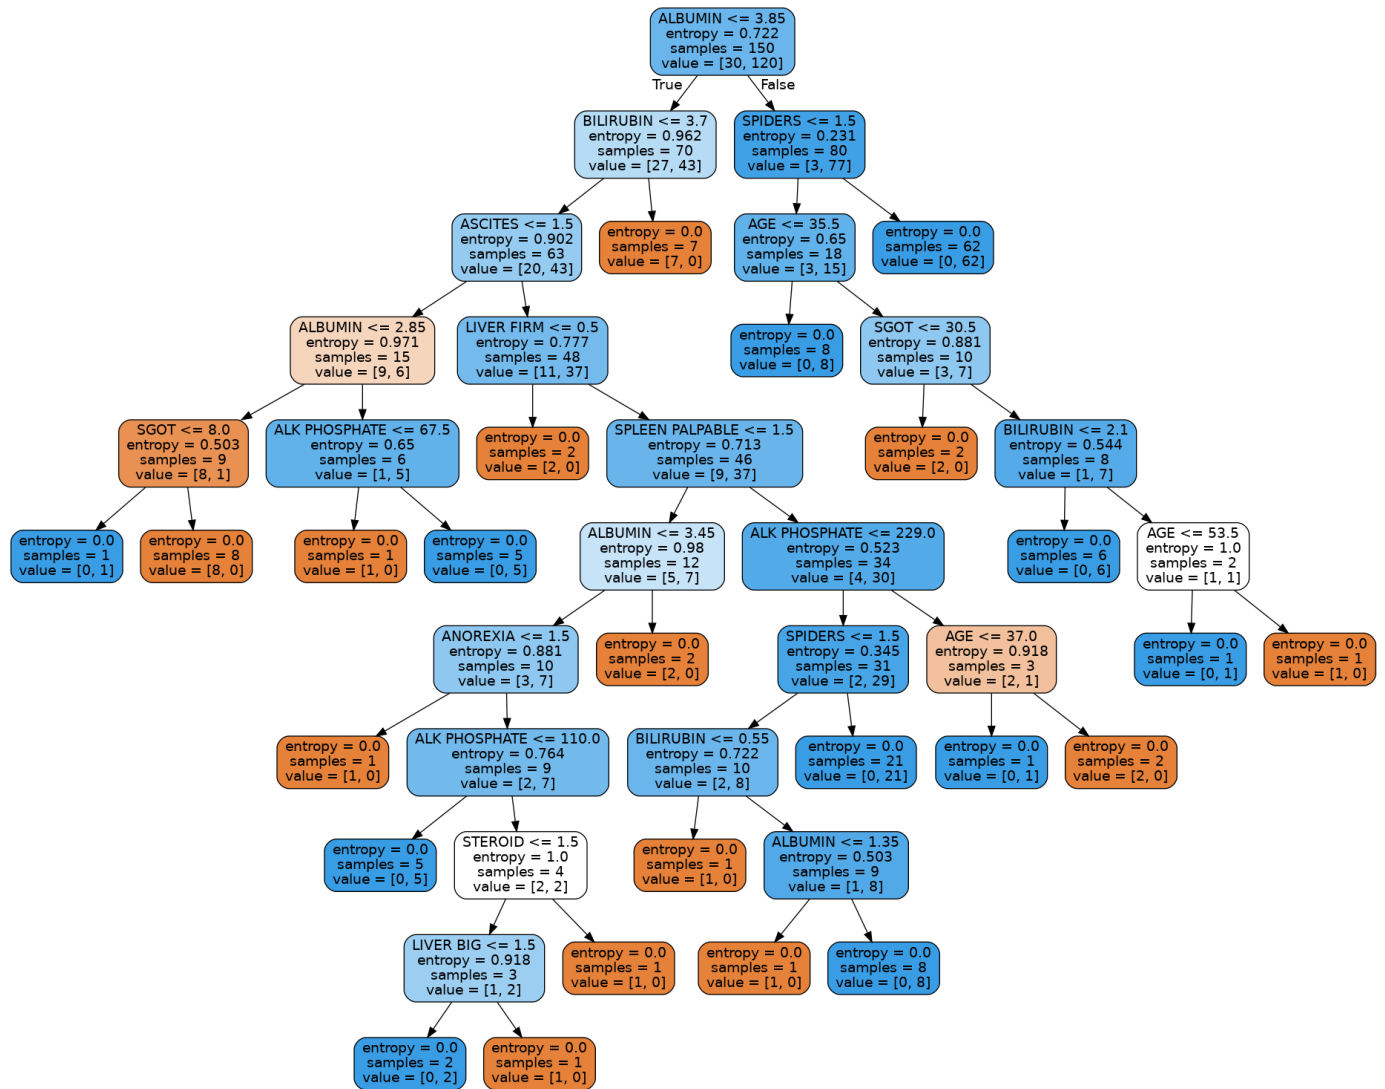 ALBUMIN <= 3.85
entropy = 0.722
samples = 150
value = [30, 120]
True
False
BILIRUBIN <= 3.7
entropy = 0.962
samples = 70
value = [27, 43]
SPIDERS <= 1.5
entropy = 0.231
samples = 80
value = [3, 77]
ASCITES <= 1.5
entropy = 0.902
samples = 63
value = [20, 43]
entropy = 0.0
samples = 7
value = [7, 0]
AGE <= 35.5
entropy = 0.65
samples = 18
value = [3, 15]
entropy = 0.0
samples = 62
value = [0, 62]
ALBUMIN <= 2.85
entropy = 0.971
samples = 15
value = [9, 6]
LIVER FIRM <= 0.5
entropy = 0.777
samples = 48
value = [11, 37]
entropy = 0.0
samples = 8
value = [0, 8]
SGOT <= 30.5
entropy = 0.881
samples = 10
value = [3, 7]
SGOT <= 8.0
entropy = 0.503
samples = 9
value = [8, 1]
ALK PHOSPHATE <= 67.5
entropy = 0.65
samples = 6
value = [1, 5]
entropy = 0.0
samples = 2
value = [2, 0]
SPLEEN PALPABLE <= 1.5
entropy = 0.713
samples = 46
value = [9, 37]
entropy = 0.0
samples = 2
value = [2, 0]
BILIRUBIN <= 2.1
entropy = 0.544
samples = 8
value = [1, 7]
entropy = 0.0
samples = 1
value = [0, 1]
entropy = 0.0
samples = 8
value = [8, 0]
entropy = 0.0
samples = 1
value = [1, 0]
entropy = 0.0
samples = 5
value = [0, 5]
ALBUMIN <= 3.45
entropy = 0.98
samples = 12
value = [5, 7]
ALK PHOSPHATE <= 229.0
entropy = 0.523
samples = 34
value = [4, 30]
entropy = 0.0
samples = 6
value = [0, 6]
AGE <= 53.5
entropy = 1.0
samples = 2
value = [1, 1]
ANOREXIA <= 1.5
entropy = 0.881
samples = 10
value = [3, 7]
entropy = 0.0
samples = 2
value = [2, 0]
SPIDERS <= 1.5
entropy = 0.345
samples = 31
value = [2, 29]
AGE <= 37.0
entropy = 0.918
samples = 3
value = [2, 1]
entropy = 0.0
samples = 1
value = [0, 1]
entropy = 0.0
samples = 1
value = [1, 0]
entropy = 0.0
samples = 1
value = [1, 0]
ALK PHOSPHATE <= 110.0
entropy = 0.764
samples = 9
value = [2, 7]
BILIRUBIN <= 0.55
entropy = 0.722
samples = 10
value = [2, 8]
entropy = 0.0
samples = 21
value = [0, 21]
entropy = 0.0
samples = 1
value = [0, 1]
entropy = 0.0
samples = 2
value = [2, 0]
entropy = 0.0
samples = 5
value = [0, 5]
STEROID <= 1.5
entropy = 1.0
samples = 4
value = [2, 2]
entropy = 0.0
samples = 1
value = [1, 0]
ALBUMIN <= 1.35
entropy = 0.503
samples = 9
value = [1, 8]
LIVER BIG <= 1.5
entropy = 0.918
samples = 3
value = [1, 2]
entropy = 0.0
samples = 1
value = [1, 0]
entropy = 0.0
samples = 1
value = [1, 0]
entropy = 0.0
samples = 8
value = [0, 8]
entropy = 0.0
samples = 2
value = [0, 2]
entropy = 0.0
samples = 1
value = [1, 0]